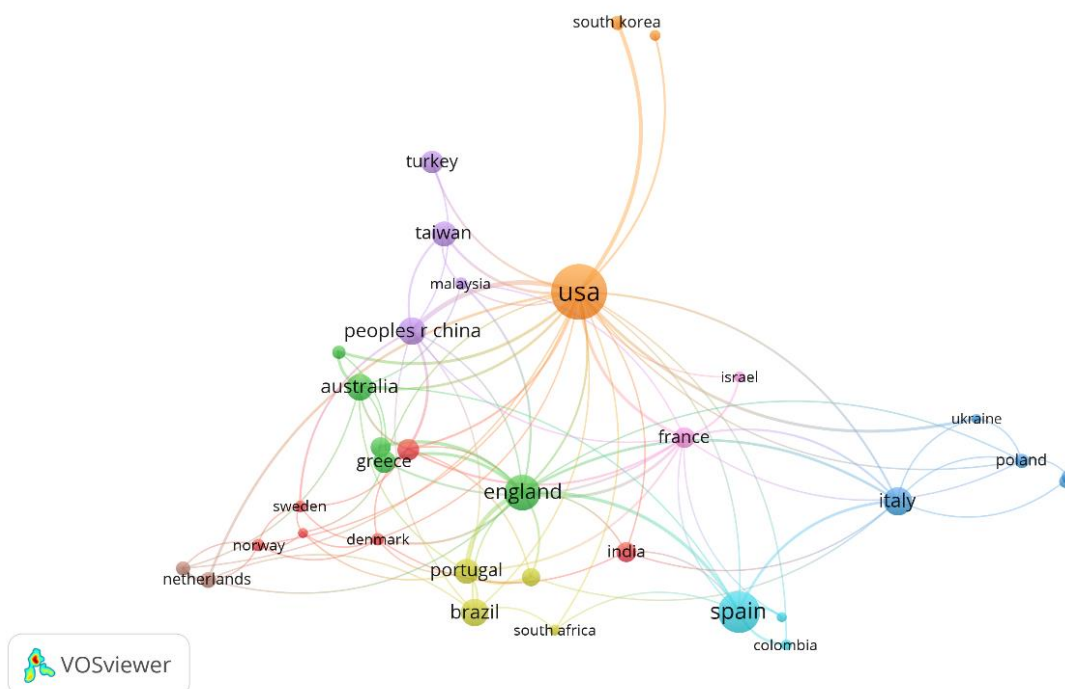 south korea
turkey
taiwan
malaysia
usa
peoples r china
australia
israel
ukraine
france
greece
poland
england
italy
sweden
norway
denmark
india
netherlands
portugal
brazil
spain
south africa
colombia
VOSviewer